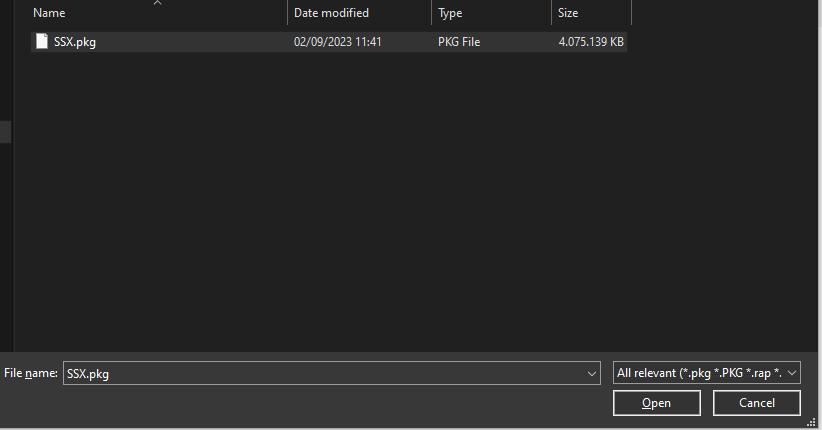 Name Date modified Type Size
SSX.pkg 02/09/2023 11:41 PKG File 4.075.139 KB
File name: SSX.pkg All relevant (*.pkg *.PKG *.rap *.
Open Cancel